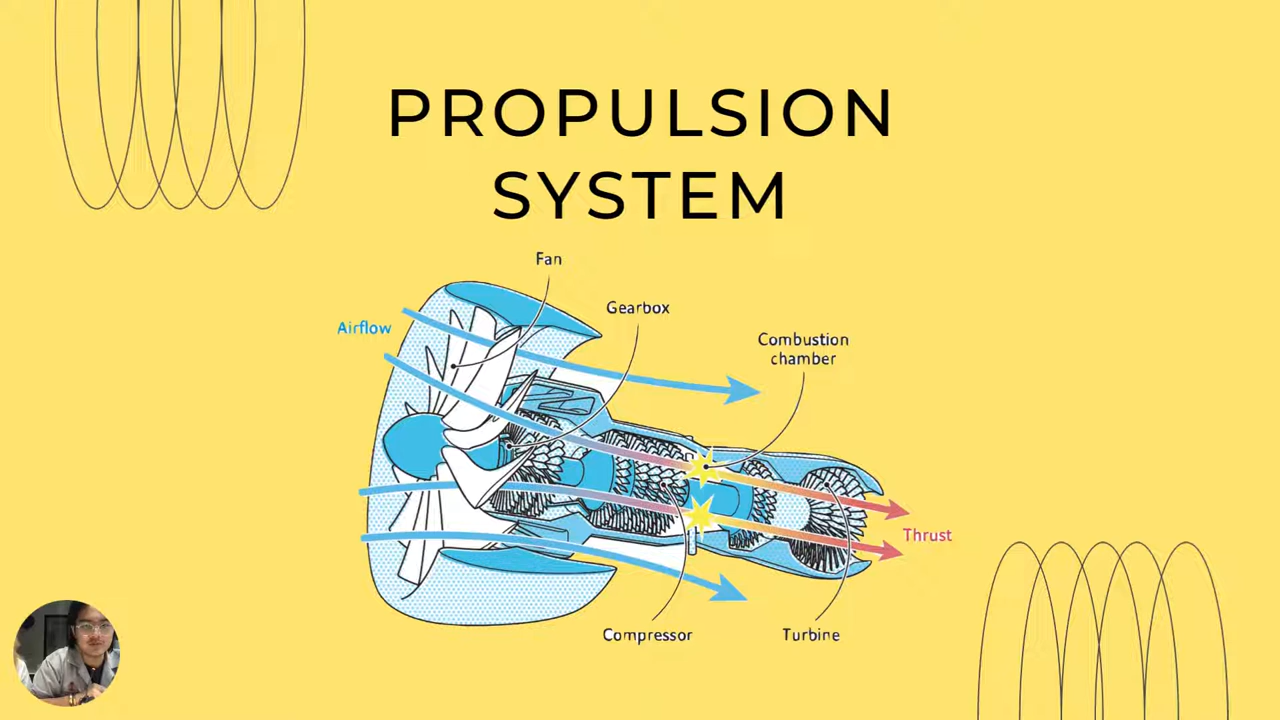 PROPULSION
SYSTEM
Fan
Gearbox
Airflow
Combustion
chamber
Thrust
Compressor
Turbine